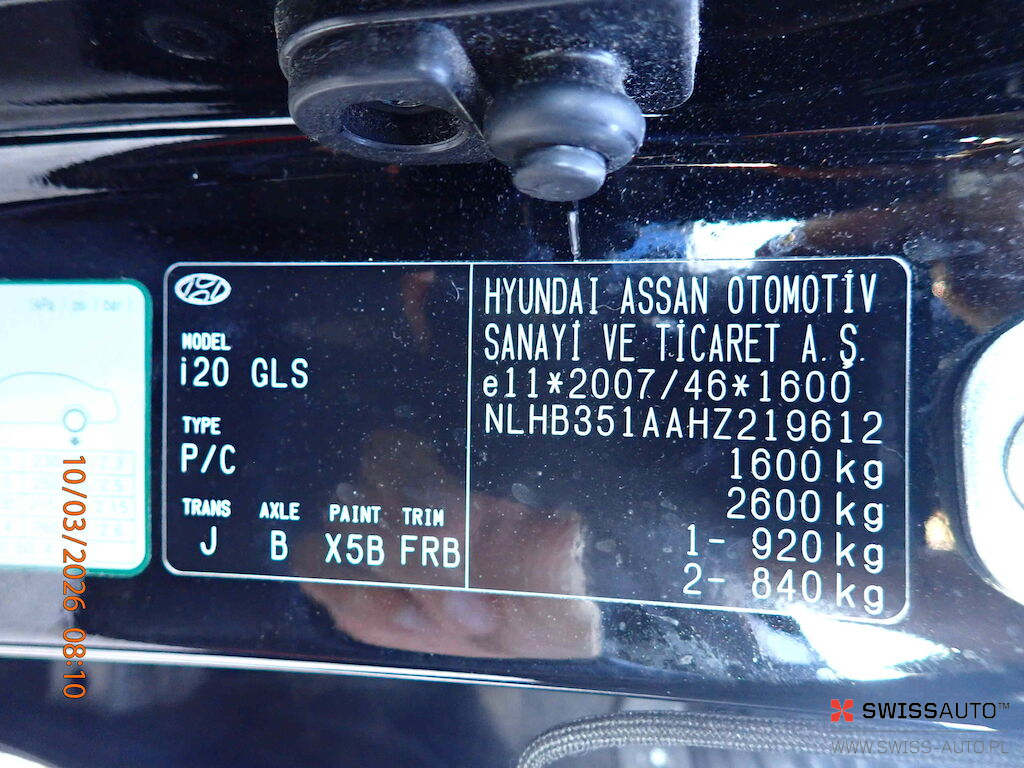 HYUNDAI ASSAN OTOMOTİV
SANAYİ VE TİCARET A.Ş.
e11*2007/46*1600
NLHB351AAHZ219612
1600 kg
2600 kg
1- 920 kg
2- 840 kg
MODEL
i20 GLS
TYPE
P/C
TRANS AXLE PAINT TRIM
J B X5B FRB
10/03/2026 08:10
SWISSAUTO™
WWW.SWISS-AUTO.PL